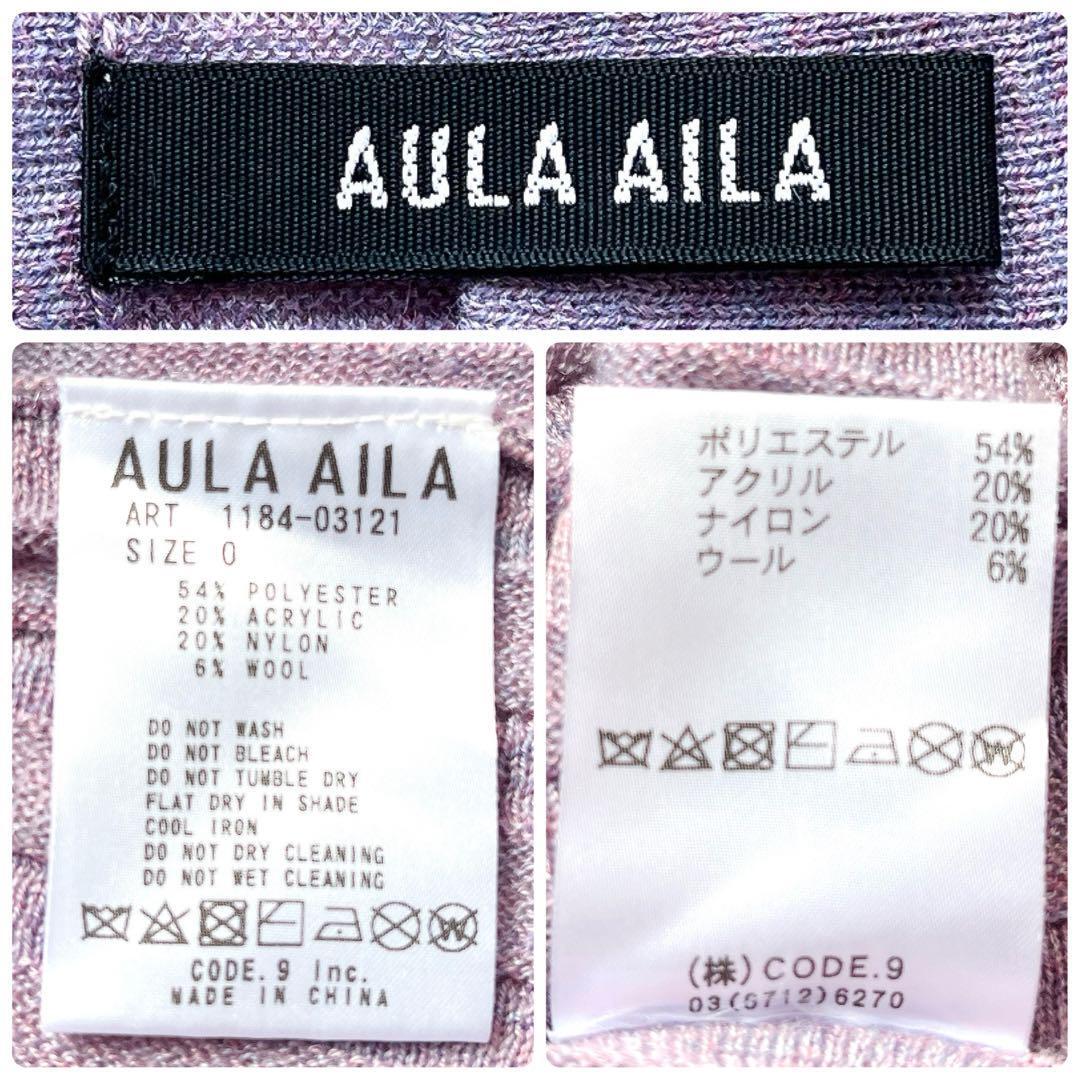 AULA AILA
AULA AILA
ART 1184-03121
SIZE 0
54% POLYESTER
20% ACRYLIC
20% NYLON
6% WOOL
DO NOT WASH
DO NOT BLEACH
DO NOT TUMBLE DRY
FLAT DRY IN SHADE
COOL IRON
DO NOT DRY CLEANING
DO NOT WET CLEANING
W
CODE.9 Inc.
MADE IN CHINA
ポリエステル 54%
アクリル 20%
ナイロン 20%
ウール 6%
W
(株)CODE.9
03(5712)6270